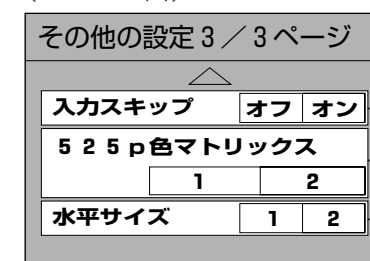 その他の設定３／３ページ
入力スキップ オフ オン
５２５ｐ色マトリックス
1 2
水平サイズ 1 2